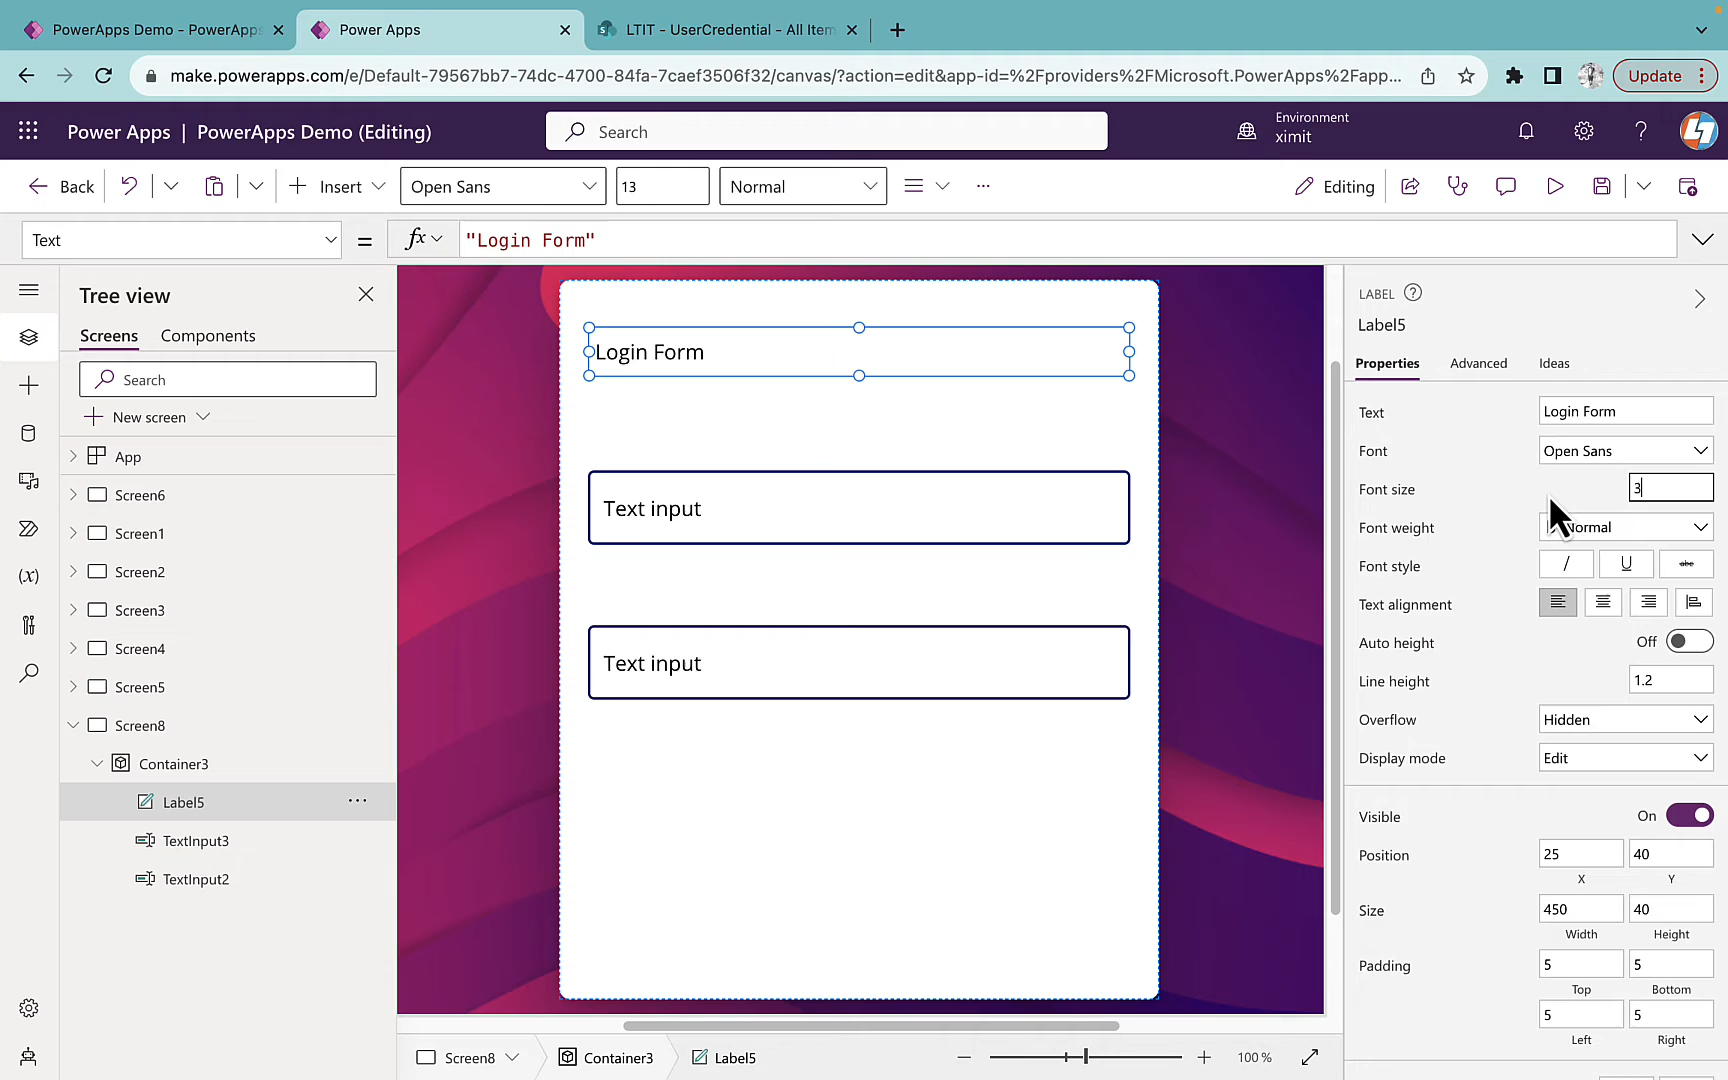 PowerApps Demo - PowerApps
Power Apps
LTIT - UserCredential - All Item
make.powerapps.com/e/Default-79567bb7-74dc-4700-84fa-7caef3506f32/canvas/?action=edit&app-id=%2Fproviders%2FMicrosoft.PowerApps%2Fapp...
Update
Power Apps | PowerApps Demo (Editing)
Search
Environment
ximit
Back
Insert
Open Sans
13
Normal
Editing
Text
=
fx
"Login Form"
Tree view
Screens
Components
Search
New screen
App
Screen6
Screen1
Screen2
Screen3
Screen4
Screen5
Screen8
Container3
Label5
TextInput3
TextInput2
Login Form
Text input
Text input
LABEL
Label5
Properties
Advanced
Ideas
Text
Login Form
Font
Open Sans
Font size
3
Font weight
Normal
Font style
/ U abc
Text alignment
Auto height
Off
Line height
1.2
Overflow
Hidden
Display mode
Edit
Visible
On
Position
25
40
X
Y
Size
450
40
Width
Height
Padding
5
5
Top
Bottom
5
5
Left
Right
Screen8
Container3
Label5
100 %